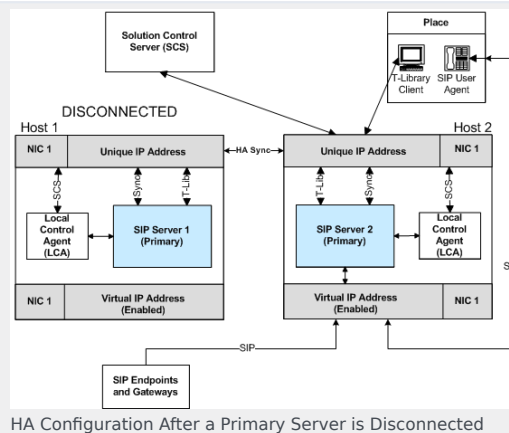 Solution Control
Server (SCS)
Place
T-Library
Client
SIP User
Agent
DISCONNECTED
Host 1
Host 2
NIC 1
Unique IP Address
HA Sync
Unique IP Address
NIC 1
SCS
Sync
T-Lib
T-Lib
Sync
SCS
Local
Control
Agent
(LCA)
SIP Server 1
(Primary)
SIP Server 2
(Primary)
Local
Control
Agent
(LCA)
NIC 1
Virtual IP Address
(Enabled)
Virtual IP Address
(Enabled)
NIC 1
SIP
SIP Endpoints
and Gateways
HA Configuration After a Primary Server is Disconnected